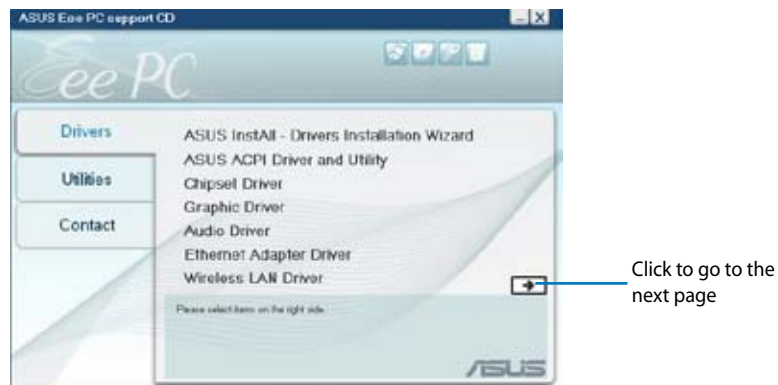 ASUS Eee PC support CD
Eee PC
Drivers
Utilities
Contact
ASUS InstAll - Drivers Installation Wizard
ASUS ACPI Driver and Utility
Chipset Driver
Graphic Driver
Audio Driver
Ethernet Adapter Driver
Wireless LAN Driver
Please select items on the right side.
ASUS
Click to go to the
next page